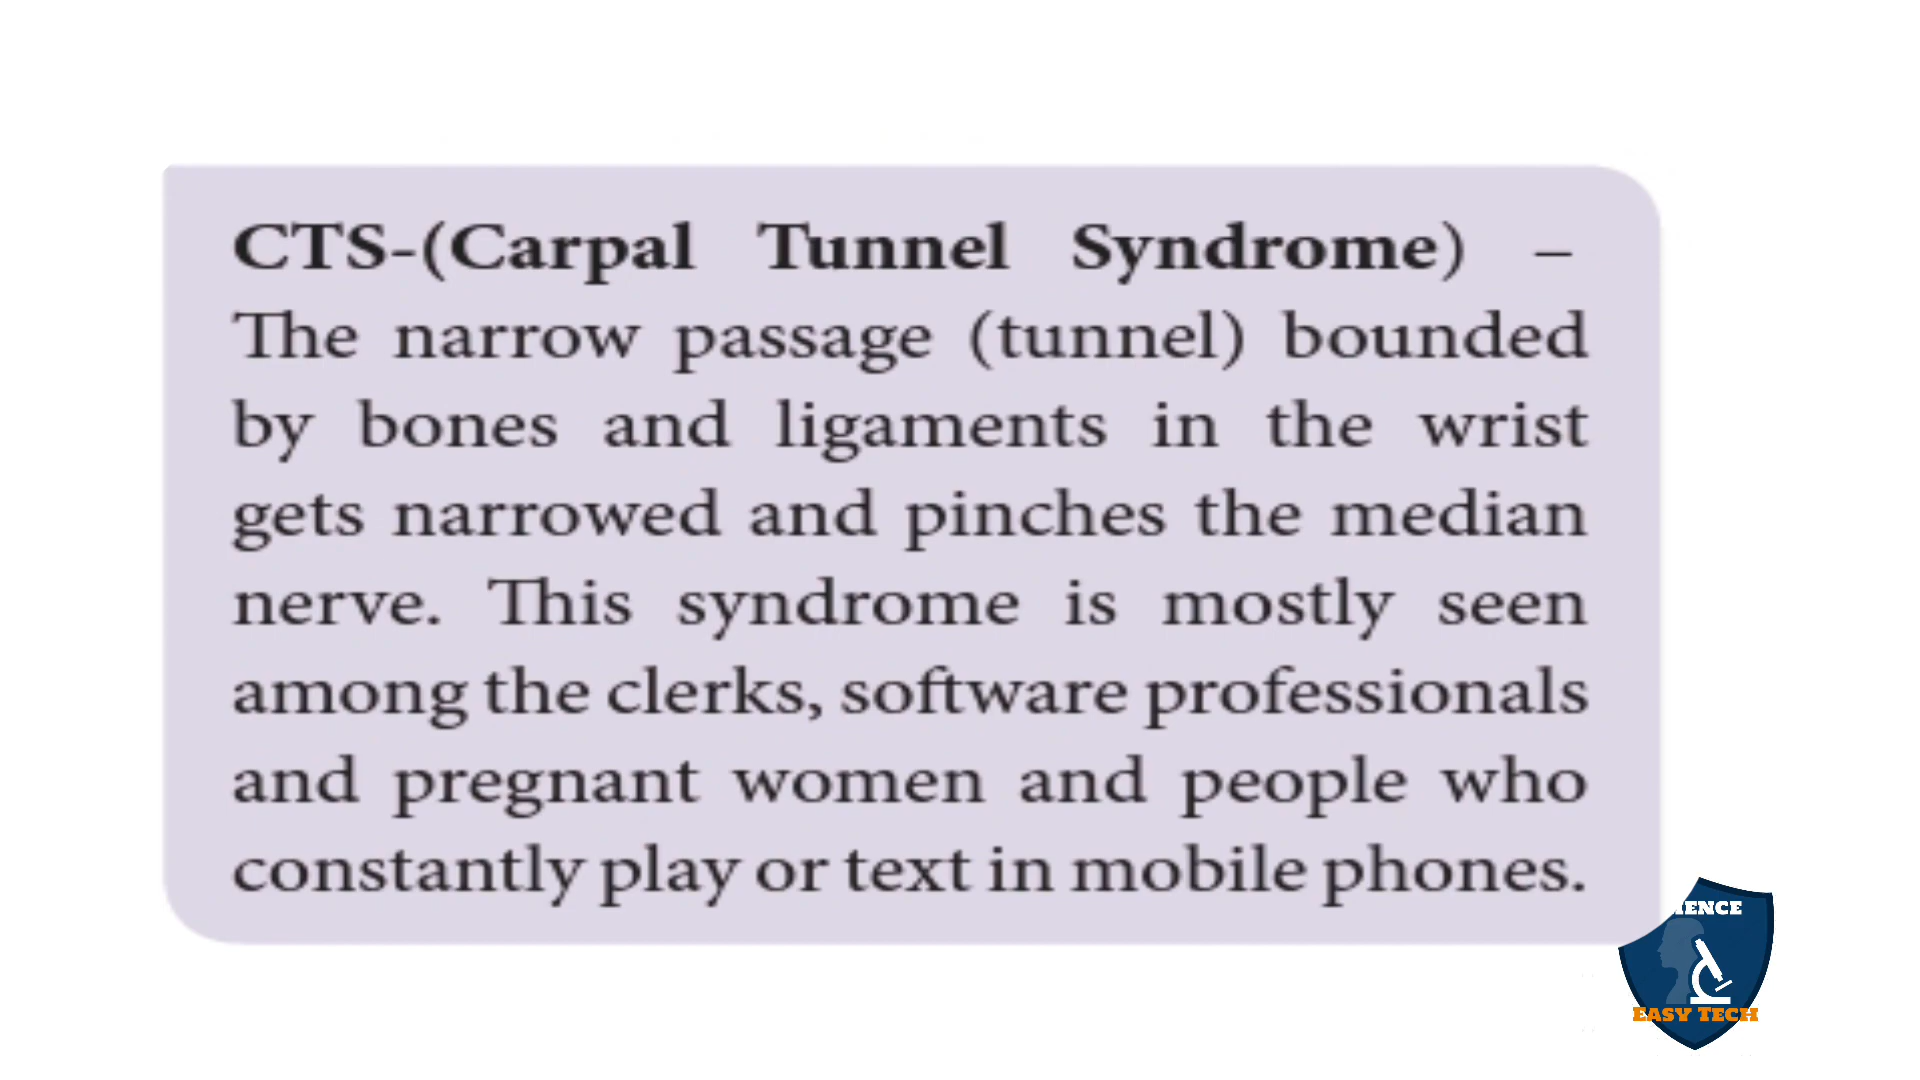 CTS-(Carpal Tunnel Syndrome) –
The narrow passage (tunnel) bounded
by bones and ligaments in the wrist
gets narrowed and pinches the median
nerve. This syndrome is mostly seen
among the clerks, software professionals
and pregnant women and people who
constantly play or text in mobile phones.
EASY TECH